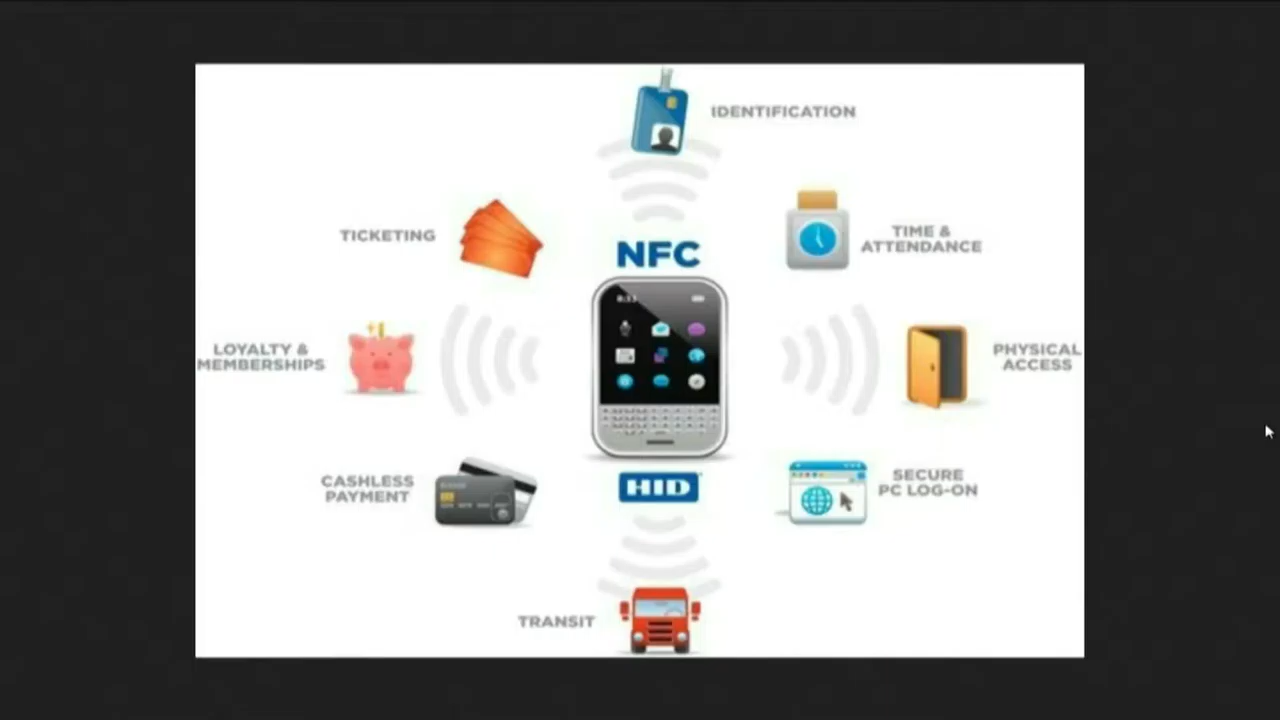 IDENTIFICATION
TICKETING
NFC
TIME &
ATTENDANCE
LOYALTY &
MEMBERSHIPS
PHYSICAL
ACCESS
CASHLESS
PAYMENT
HID
SECURE
PC LOG-ON
TRANSIT